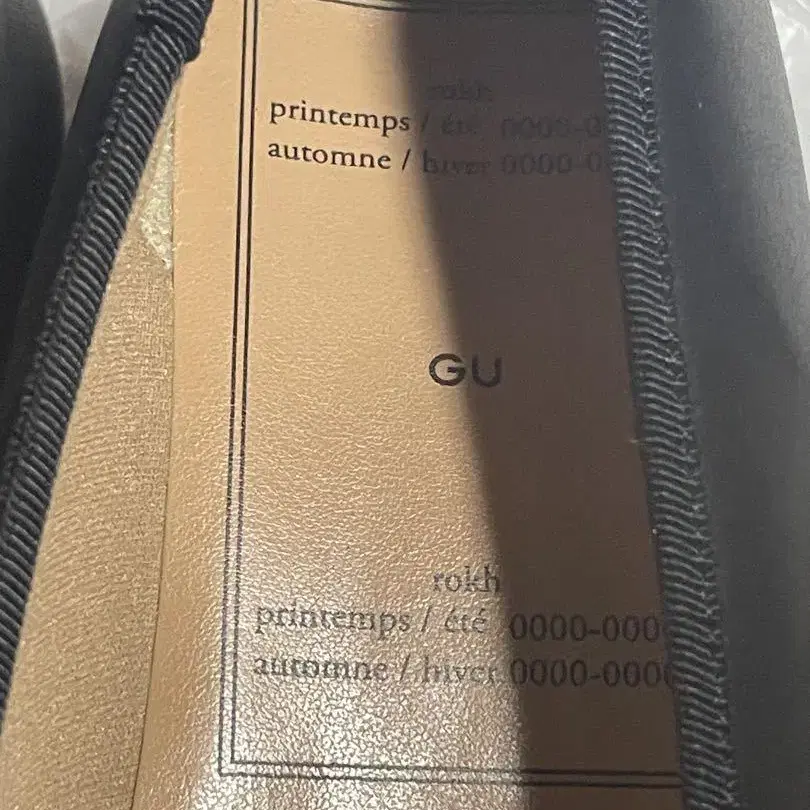 rokh
printemps / été 0000-0
automne / hiver 0000-0
GU
rokh
printemps / été 0000-000
automne / hiver 0000-000